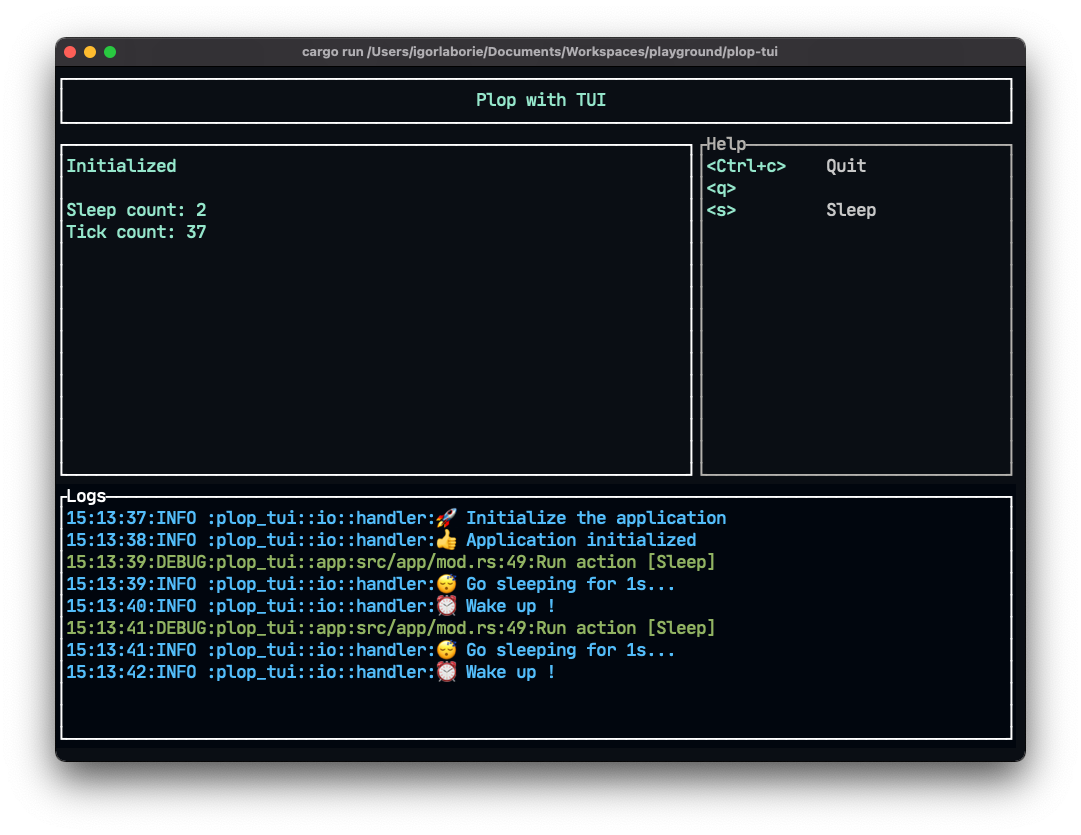 cargo run /Users/igorlaborie/Documents/Workspaces/playground/plop-tui
Plop with TUI
Initialized
Sleep count: 2
Tick count: 37
Help
<Ctrl+c> Quit
<q>
<s> Sleep
Logs
15:13:37:INFO :plop_tui::io::handler:🚀 Initialize the application
15:13:38:INFO :plop_tui::io::handler:👍 Application initialized
15:13:39:DEBUG:plop_tui::app:src/app/mod.rs:49:Run action [Sleep]
15:13:39:INFO :plop_tui::io::handler:😴 Go sleeping for 1s...
15:13:40:INFO :plop_tui::io::handler:⏰ Wake up !
15:13:41:DEBUG:plop_tui::app:src/app/mod.rs:49:Run action [Sleep]
15:13:41:INFO :plop_tui::io::handler:😴 Go sleeping for 1s...
15:13:42:INFO :plop_tui::io::handler:⏰ Wake up !